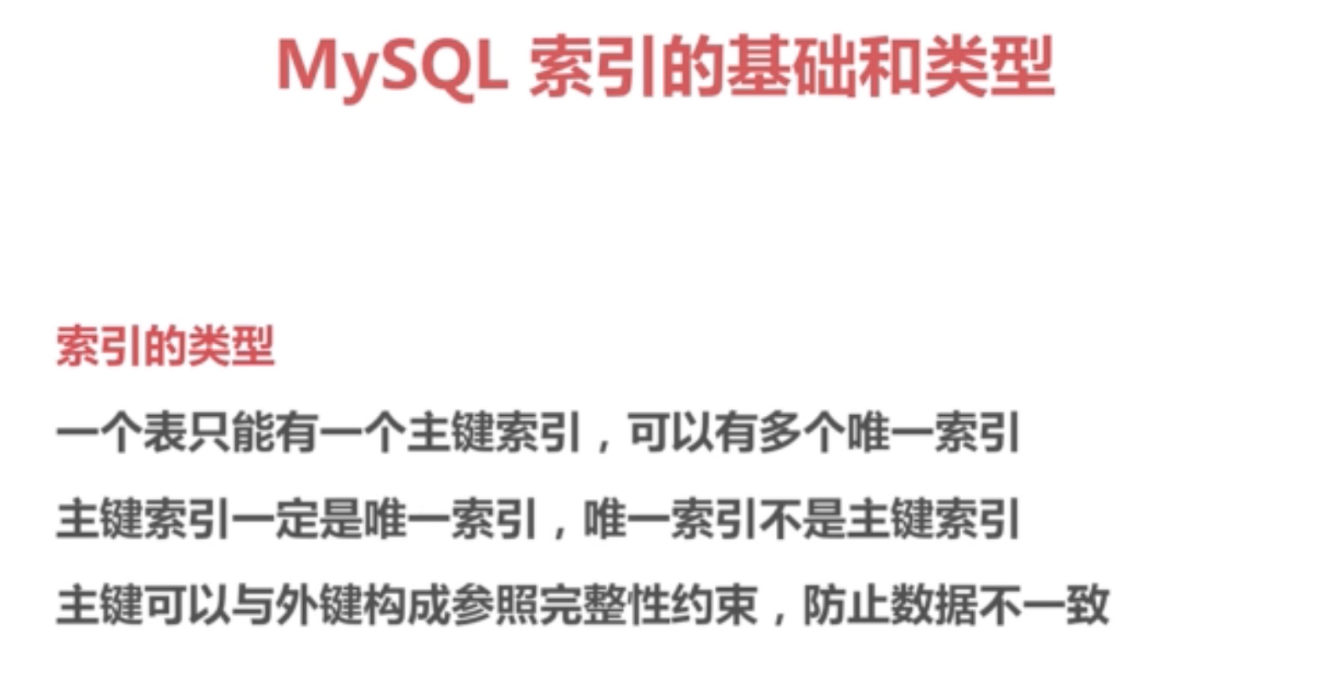 MySQL 索引的基础和类型
索引的类型
一个表只能有一个主键索引，可以有多个唯一索引
主键索引一定是唯一索引，唯一索引不是主键索引
主键可以与外键构成参照完整性约束，防止数据不一致